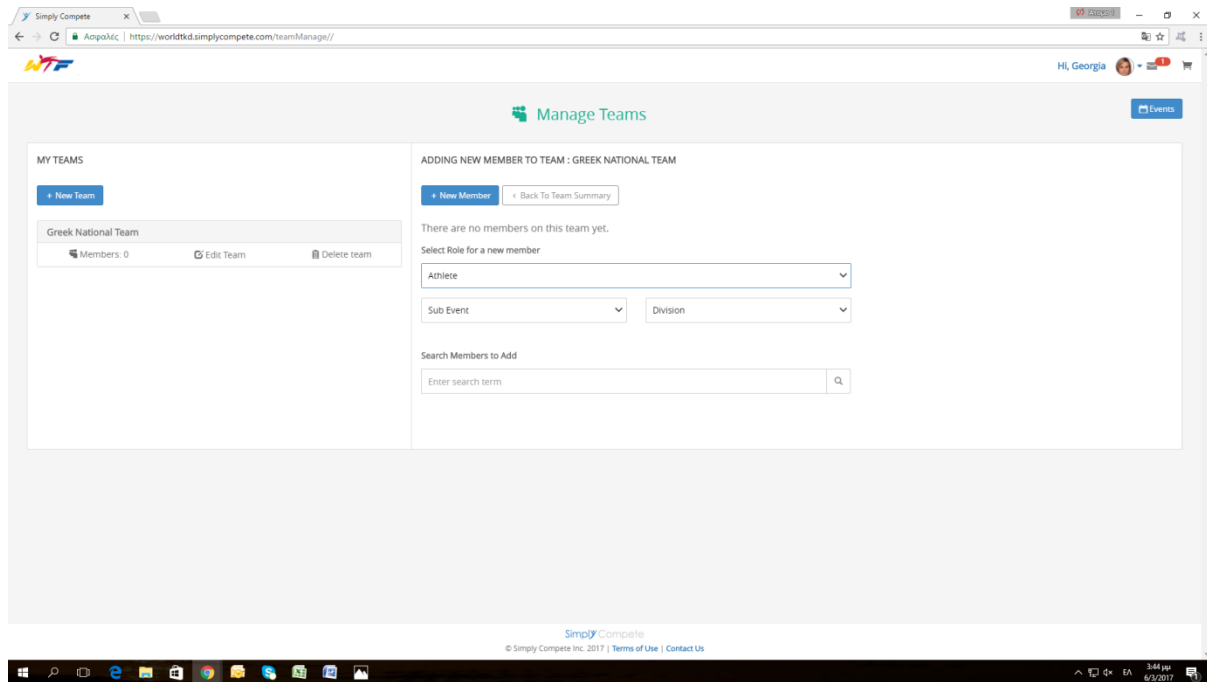 Simply Compete
Ασφαλές | https://worldtkd.simplycompete.com/teamManage//
WTF
Hi, Georgia
1
Manage Teams
Events
MY TEAMS
+ New Team
Greek National Team
Members: 0
Edit Team
Delete team
ADDING NEW MEMBER TO TEAM : GREEK NATIONAL TEAM
+ New Member
‹ Back To Team Summary
There are no members on this team yet.
Select Role for a new member
Athlete
Sub Event
Division
Search Members to Add
Enter search term
Simply Compete
© Simply Compete Inc. 2017 | Terms of Use | Contact Us
ΕΛ
3:44 μμ
6/3/2017